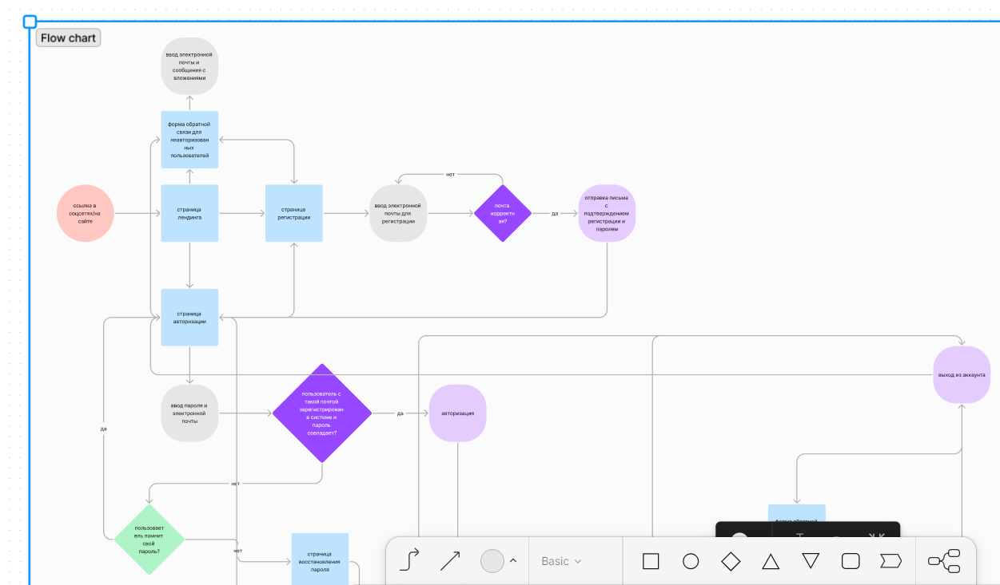 Flow chart
ввод электронной
почты и
сообщения с
вложениями
форма обратной
связи для
неавторизован
ных
пользователей
нет
ссылка в
соцсетях/на
сайте
страница
лендинга
страница
регистрации
ввод электронной
почты для
регистрации
почта
корректн
ая?
да
отправка письма
с
подтверждением
регистрации и
паролем
страница
авторизации
выход из аккаунта
ввод пароля и
электронной
почты
пользователь с
такой почтой
зарегистрирован
в системе и
пароль
совпадает?
да
авторизация
да
нет
пользоват
ель помнит
свой
пароль?
нет
страница
восстановления
пароля
форма обратной
Basic